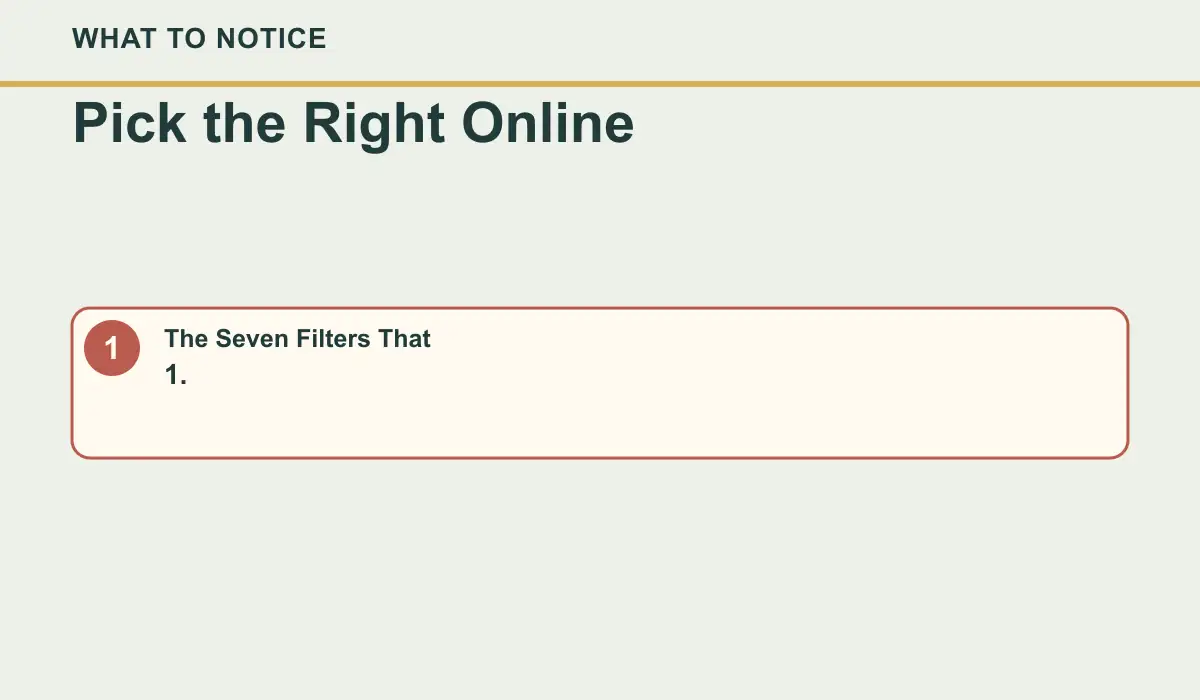 WHAT TO NOTICE
Pick the Right Online
1
The Seven Filters That
1.